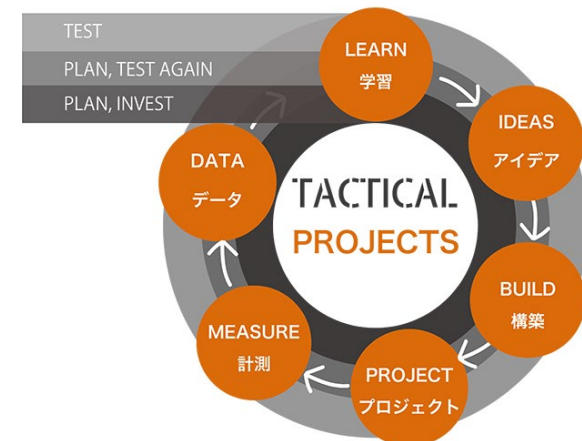 TEST
PLAN, TEST AGAIN
PLAN, INVEST
LEARN
学習
IDEAS
アイデア
BUILD
構築
PROJECT
プロジェクト
MEASURE
計測
DATA
データ
TACTICAL
PROJECTS